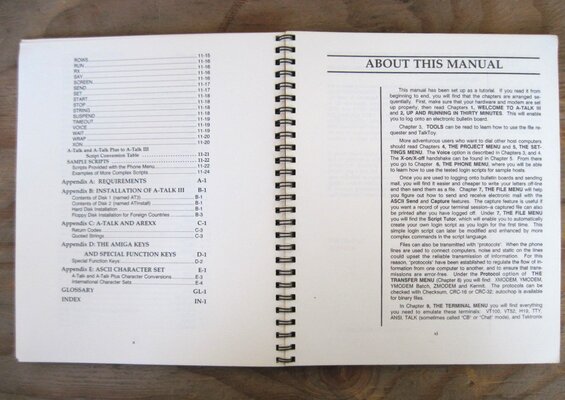 ROWS 11-15
RUN 11-16
RX 11-16
SAY 11-16
SCREEN 11-17
SEND 11-17
SET 11-17
START 11-18
STOP 11-18
STRING 11-18
SUSPEND 11-18
TIMEOUT 11-19
VOICE 11-19
WAIT 11-19
WRAP 11-20
XON 11-20
A-Talk and A-Talk Plus to A-Talk III
Script Conversion Table 11-21
SAMPLE SCRIPTS 11-22
Scripts Provided with the Phone Menu 11-23
Examples of More Complex Scripts 11-24
Appendix A: REQUIREMENTS A-1
Appendix B: INSTALLATION OF A-TALK III B-1
Contents of Disk 1 (named AT3) B-1
Contents of Disk 2 (named ATInstall) B-1
Hard Disk Installation B-1
Floppy Disk Installation for Foreign Countries B-3
Appendix C: A-TALK AND AREXX C-1
Return Codes C-3
Quoted Strings C-3
Appendix D: THE AMIGA KEYS
AND SPECIAL FUNCTION KEYS D-1
Special Function Keys D-2
Appendix E: ASCII CHARACTER SET E-1
A-Talk and A-Talk Plus Character Conversions E-3
International Character Sets E-4
GLOSSARY GL-1
INDEX IN-1
ABOUT THIS MANUAL
This manual has been set up as a tutorial. If you read it from
beginning to end, you will find that the chapters are arranged se-
quentially. First, make sure that your hardware and modem are set
up properly, then read Chapters 1, WELCOME TO A-TALK III
and 2, UP AND RUNNING IN THIRTY MINUTES. This will enable
you to log onto an electronic bulletin board.
Chapter 3, TOOLS can be read to learn how to use the file re-
quester and TalkToy.
More adventurous users who want to dial other computers
should read Chapters 4, THE PROJECT MENU and 5, THE SET-
TINGS MENU. The Voice option is described in Chapters 3, and 4.
The X-on/X-off handshake can be found in Chapter 5. From there
you go to Chapter 6, THE PHONE MENU, where you will be able
to learn how to use the tested login scripts for sample hosts.
Once you are logging onto bulletin boards and sending
mail, you will find it easier and cheaper to write your letters off-line
and then send them as a file. Chapter 7, THE FILE MENU will help
you figure out how to send and receive electronic mail with the
ASCII Send and Capture features. The capture feature is useful if
you want a record of your terminal session-a captured file can also
be printed after you have logged off. Under 7, THE FILE MENU
you will find the Script Tutor, which will enable you to automatically
create your own login script as you login for the first time. This
simple login script can later be modified and enhanced by more
complex commands in the script language.
Files can also be transmitted with 'protocols'. When the phone
lines are used to connect computers, noise and static on the lines
could upset the reliable transmission of information. For this
reason, 'protocols' have been established to regulate the flow of in-
formation from one computer to another, and to ensure that trans-
missions are error-free. Under the Protocol option of THE
TRANSFER MENU (Chapter 8) you will find: XMODEM, YMODEM,
YMODEM Batch, ZMODEM and Kermit. The protocols can be
checked with Checksum, CRC-16 or CRC-32; autochop is available
for binary files.
In Chapter 9, THE TERMINAL MENU you will find everything
you need to emulate these terminals: VT100, VT52, H19, TTY,
ANSI, TALK (sometimes called "CB" or "Chat" mode), and Tektronix
xi